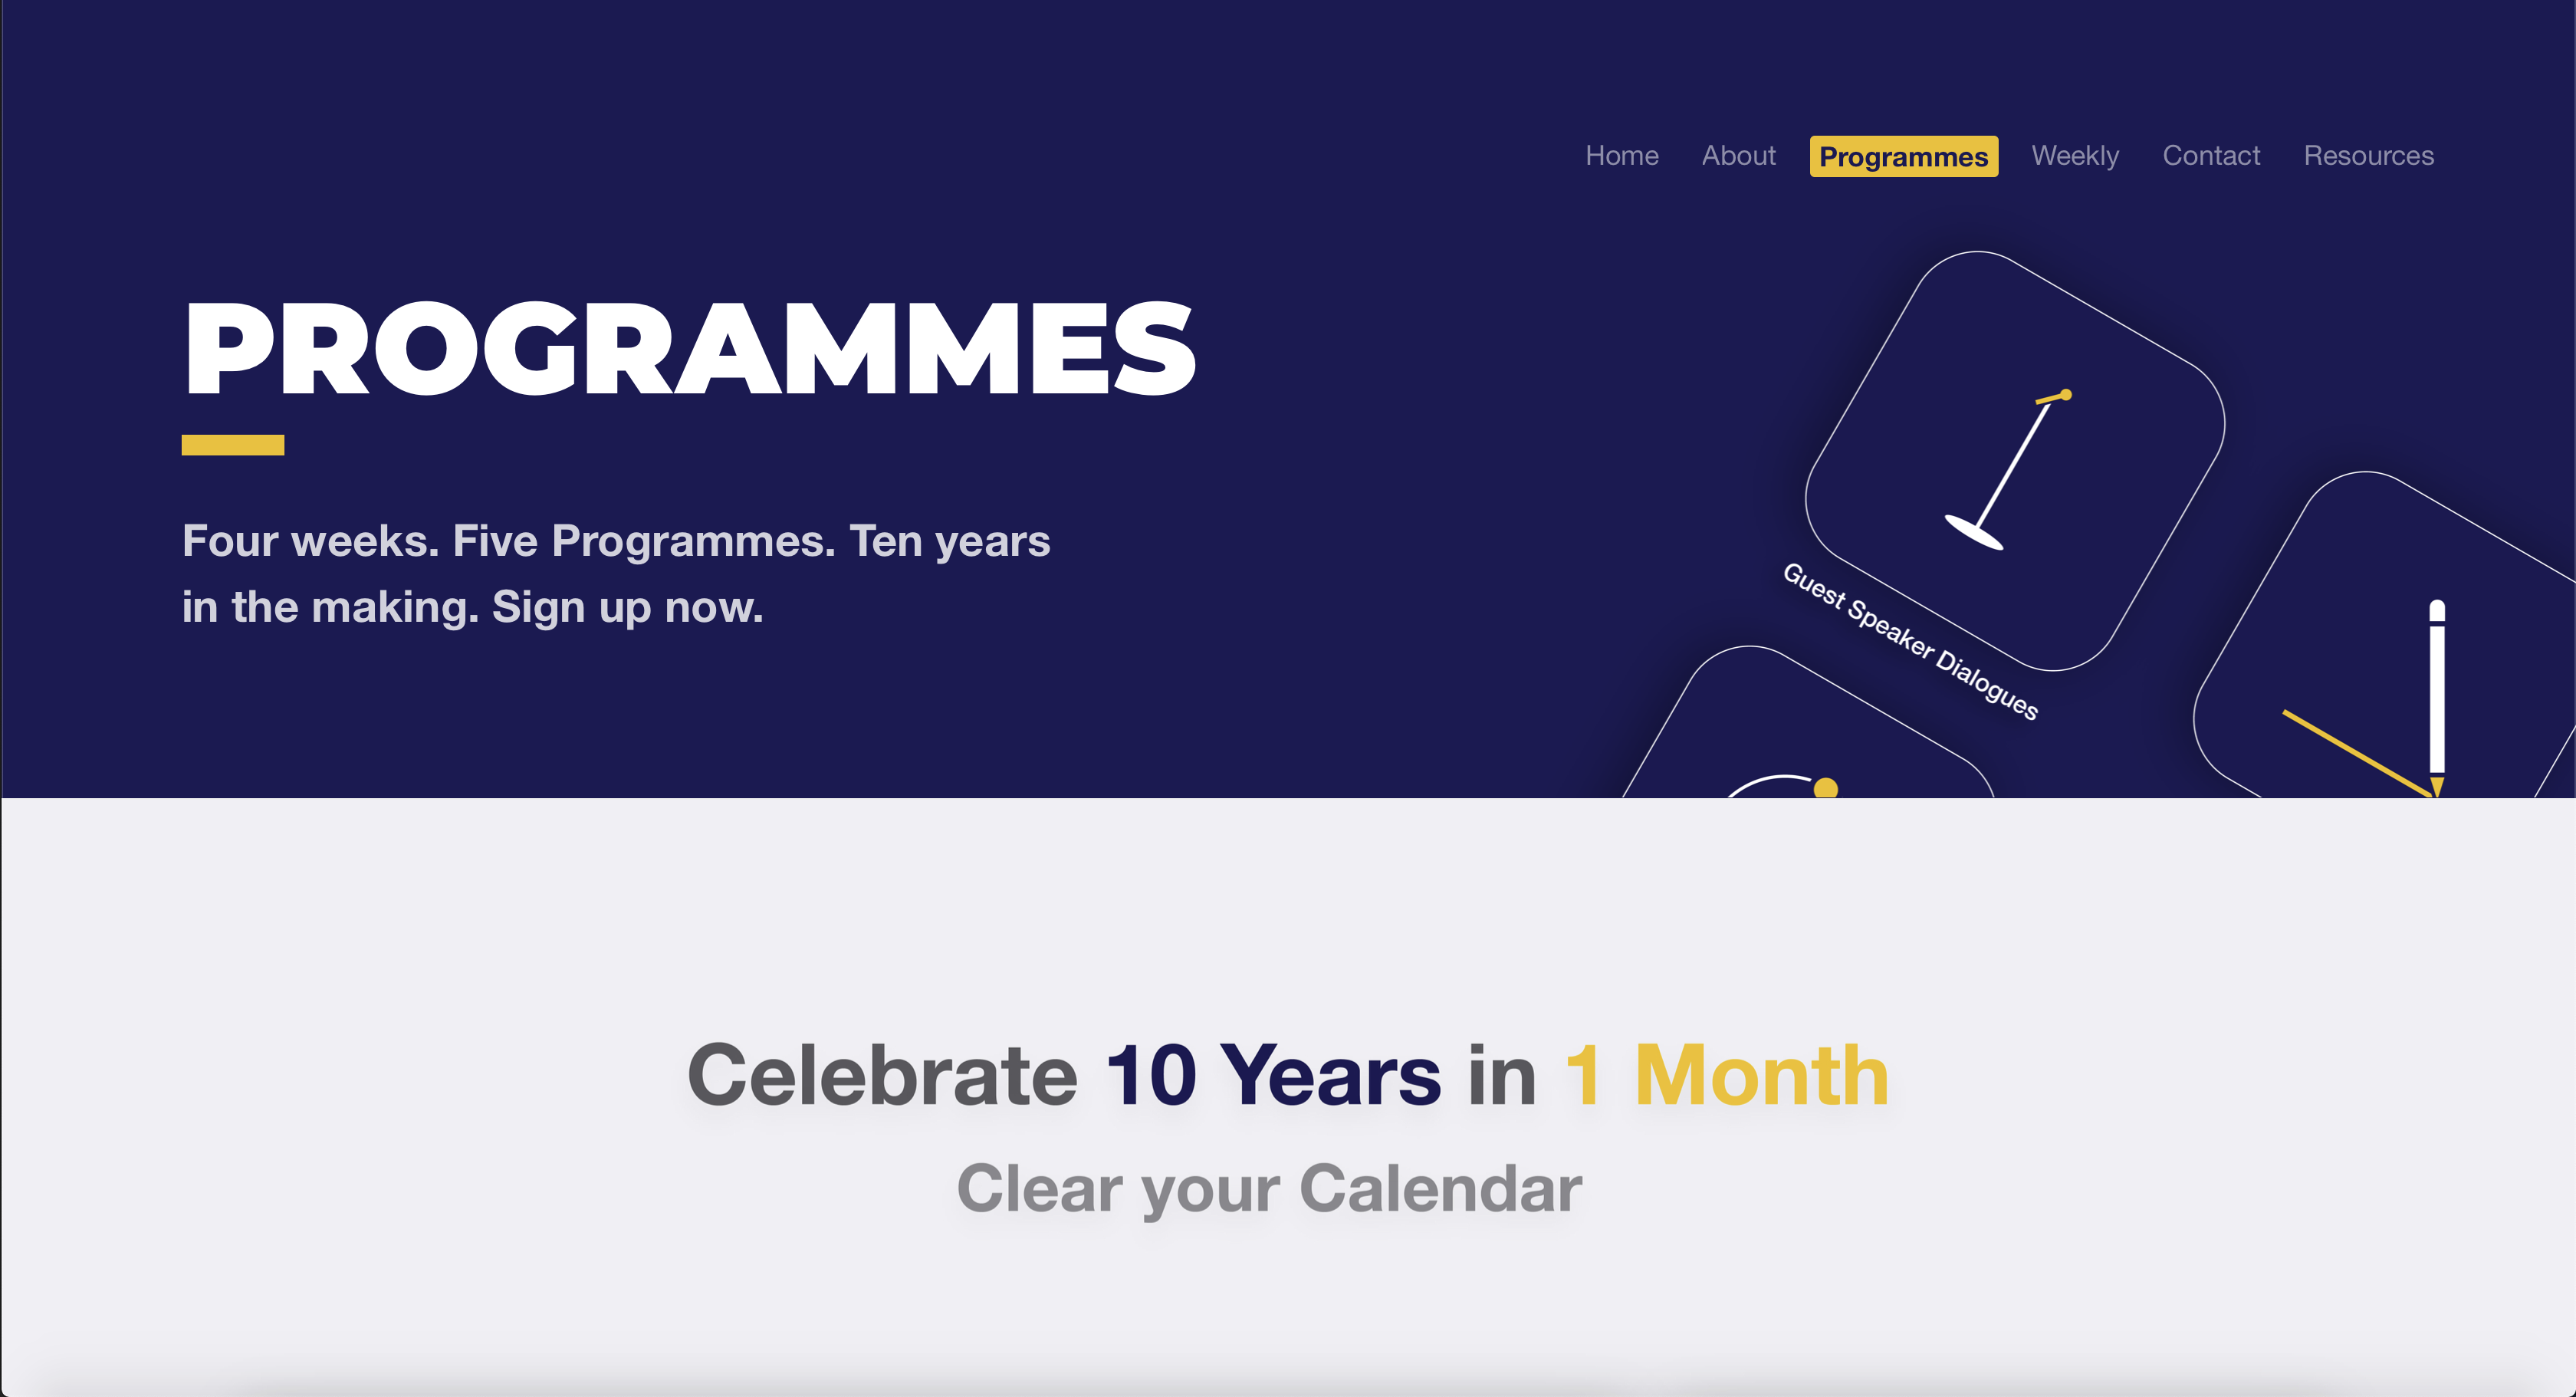 Home About Programmes Weekly Contact Resources
PROGRAMMES
Four weeks. Five Programmes. Ten years
in the making. Sign up now.
Guest Speaker Dialogues
Celebrate 10 Years in 1 Month
Clear your Calendar